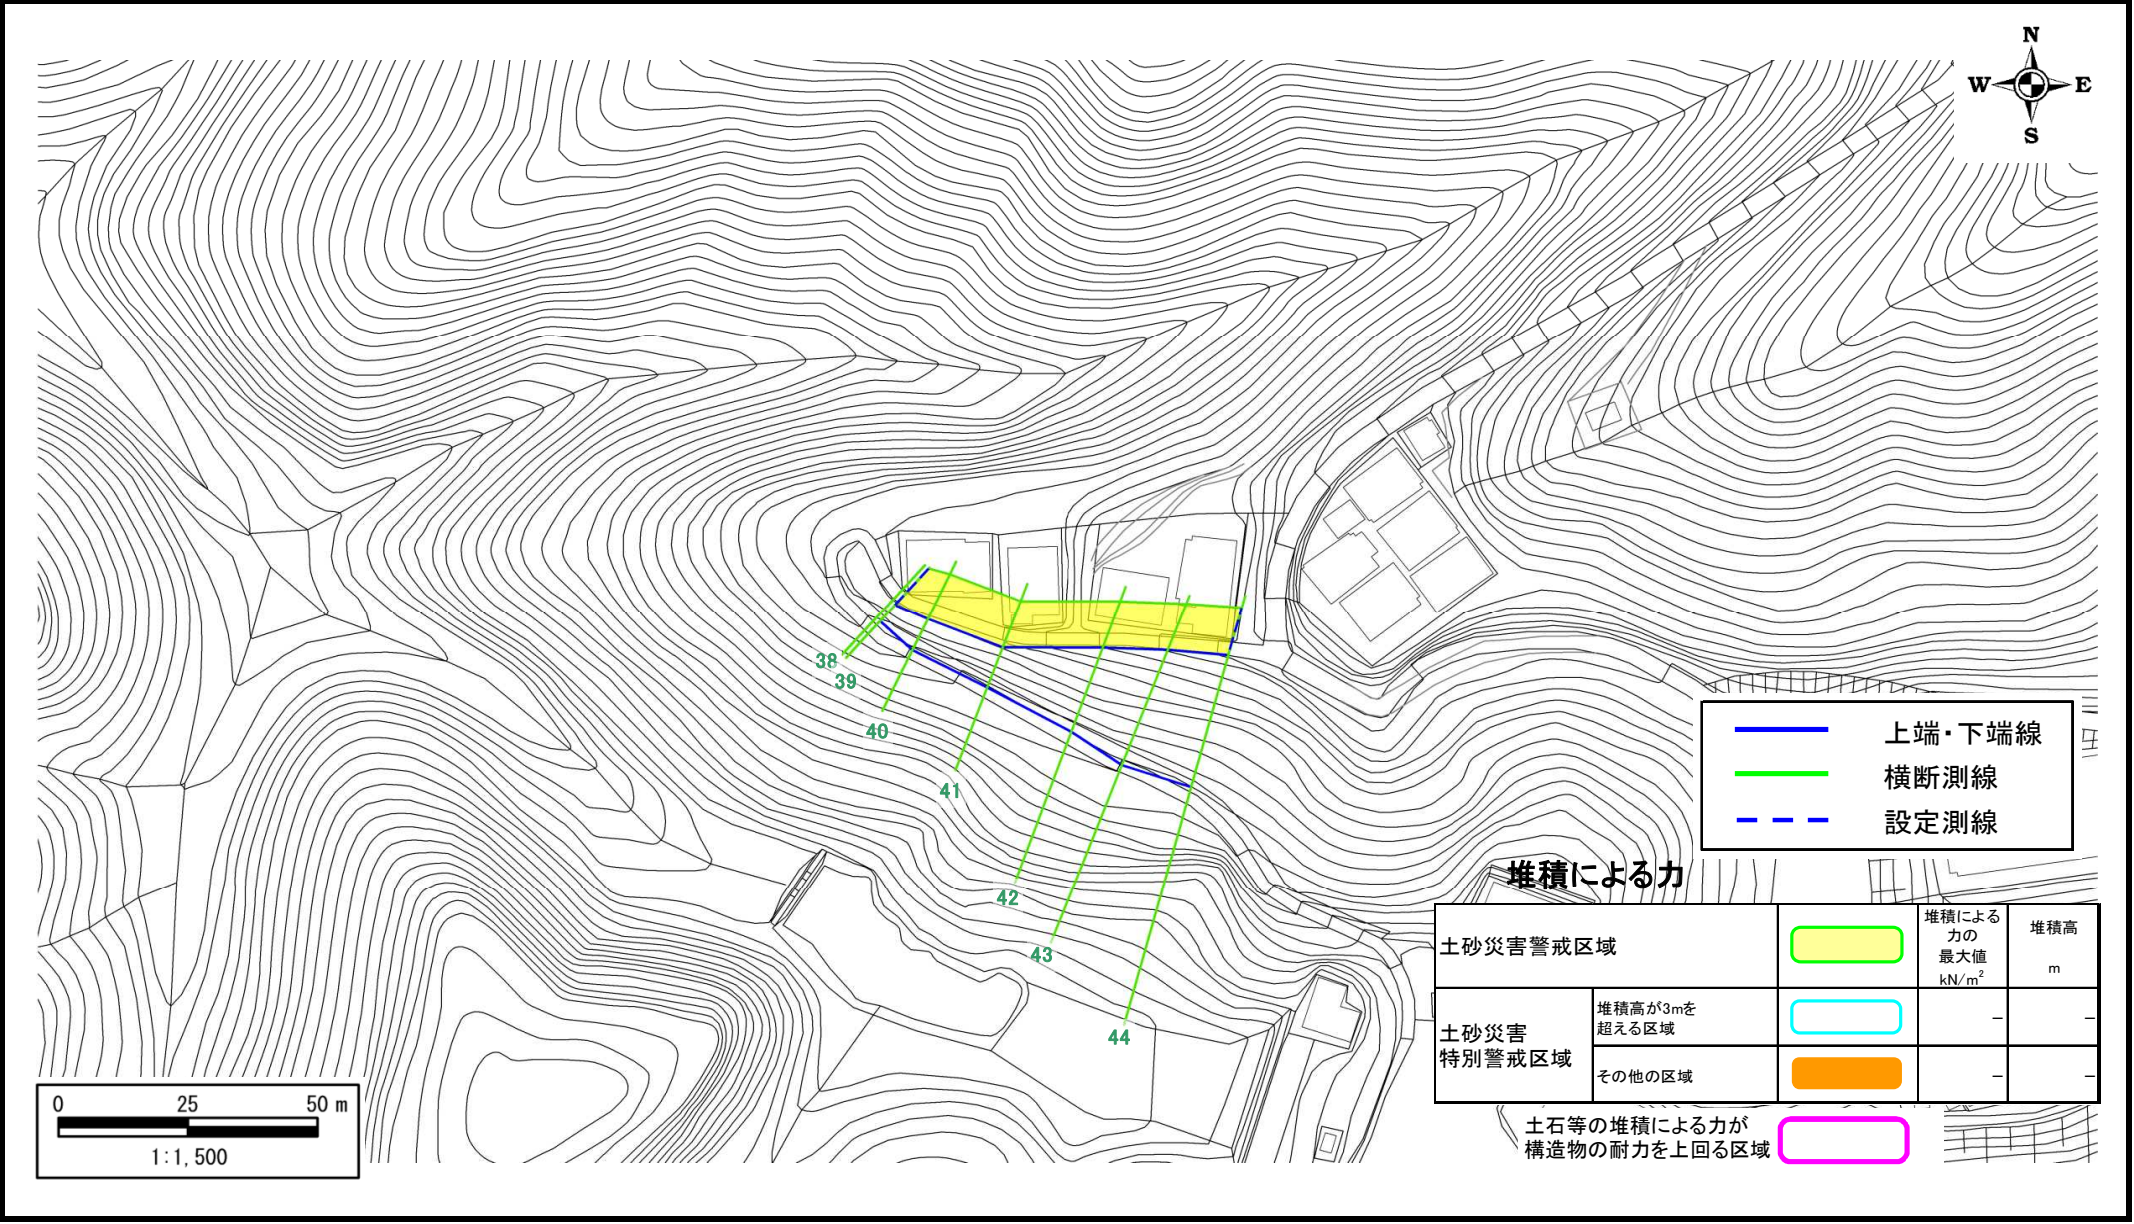 N
W E
S
38
39
40
41
42
43
44
上端・下端線
横断測線
設定測線
堆積による力
土砂災害警戒区域
堆積による
力の
最大値
kN/m²
堆積高
m
土砂災害
特別警戒区域
堆積高が3mを
超える区域
－ －
その他の区域
－ －
土石等の堆積による力が
構造物の耐力を上回る区域
0 25 50 m
1:1,500